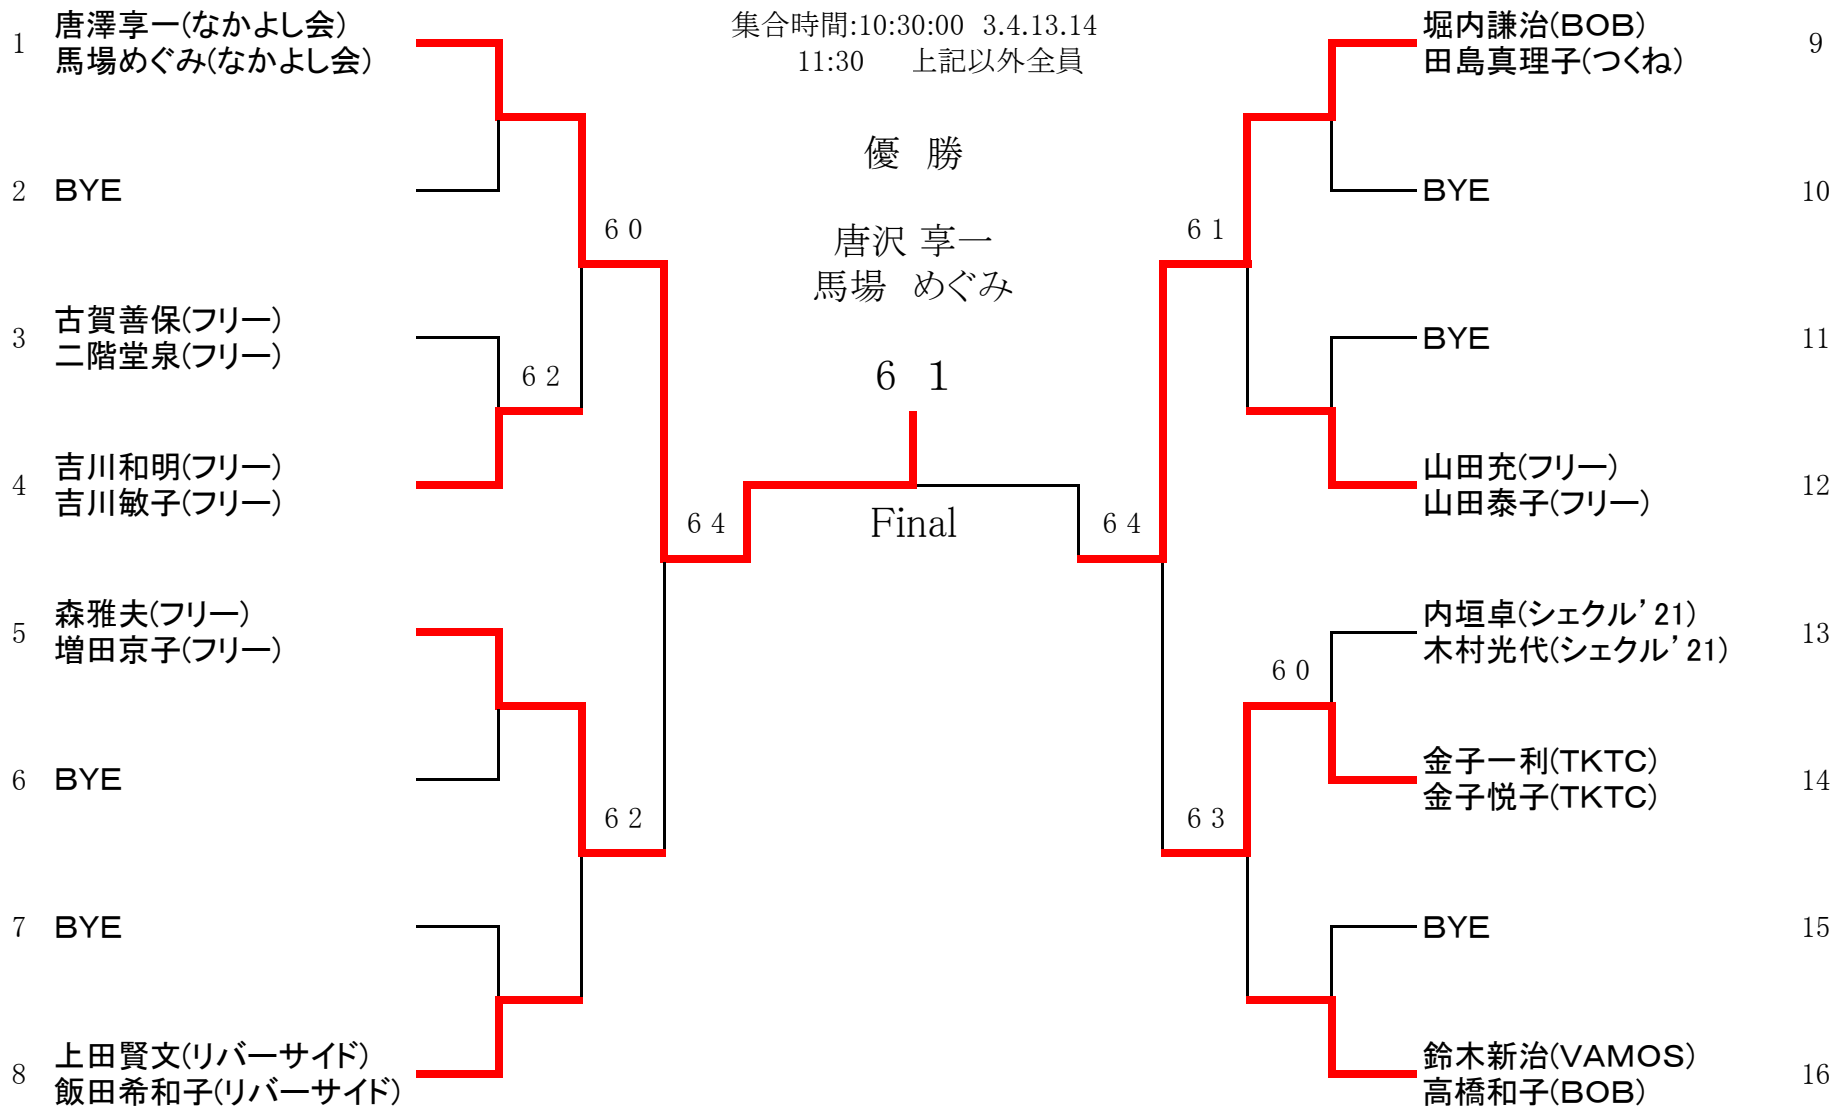 集合時間:10:30:00 3.4.13.14
11:30 上記以外全員
優 勝
唐沢 享一
馬場 めぐみ
6 1
Final
1
唐澤享一(なかよし会)
馬場めぐみ(なかよし会)
2 BYE
6 0
3
古賀善保(フリー)
二階堂泉(フリー)
6 2
4
吉川和明(フリー)
吉川敏子(フリー)
6 4
5
森雅夫(フリー)
増田京子(フリー)
6 BYE
6 2
7 BYE
8
上田賢文(リバーサイド)
飯田希和子(リバーサイド)
堀内謙治(BOB)
田島真理子(つくね)
9
BYE 10
6 1
BYE 11
山田充(フリー)
山田泰子(フリー)
12
6 4
内垣卓(シェクル’21)
木村光代(シェクル’21)
13
6 0
金子一利(TKTC)
金子悦子(TKTC)
14
6 3
BYE 15
鈴木新治(VAMOS)
高橋和子(BOB)
16